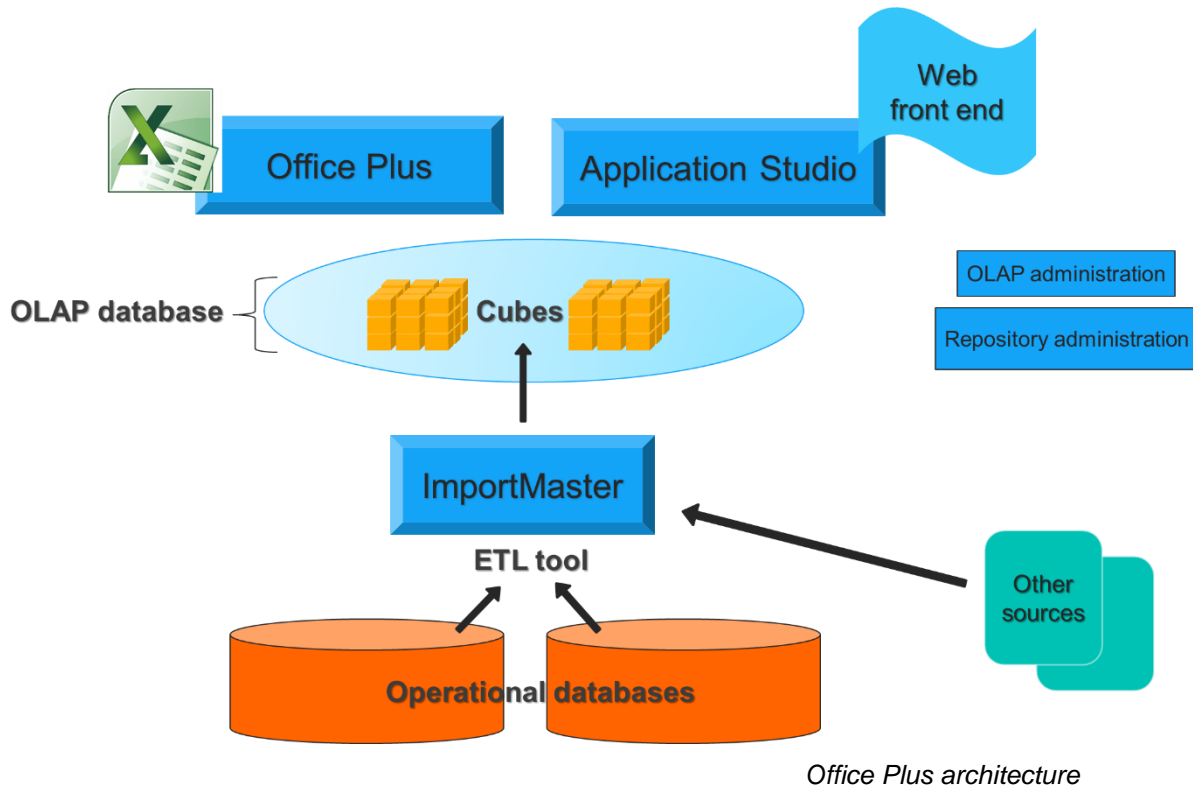 Web
front end
Office Plus
Application Studio
OLAP administration
OLAP database
Cubes
Repository administration
ImportMaster
ETL tool
Other
sources
Operational databases
Office Plus architecture